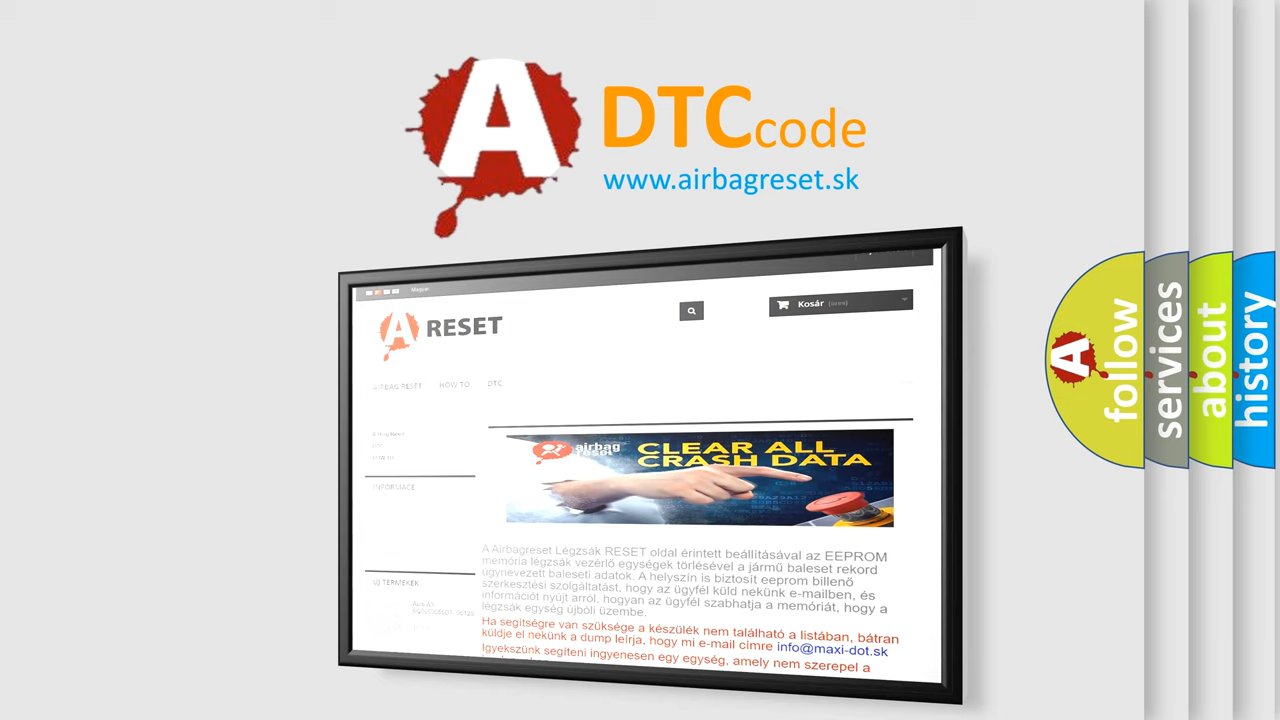 A DTC code
www.airbagreset.sk
Magyar
A RESET
Kosár (üres)
AIRBAG RESET HOW TO DTC
INFORMACE
ÚJ TERMÉKEK
airbag
reset
CLEAR ALL
CRASH DATA
A Airbagreset Légzsák RESET oldal érintett beállításával az EEPROM
memória légzsák vezérlő egységek törlésével a jármű baleset rekord
úgynevezett baleseti adatok. A helyszín is biztosít eeprom billenő
szerkesztési szolgáltatást, hogy az ügyfél küld nekünk e-mailben, és
információt nyújt arról, hogyan az ügyfél szabhatja a memóriát, hogy a
légzsák egység újbóli üzembe.
Ha segítségre van szüksége a készülék nem található a listában, bátran
küldje el nekünk a dump leírja, hogy mi e-mail címre info@maxi-dot.sk
Igyekszünk segíteni ingyenesen egy egység, amely nem szerepel a
A follow
services
about
history